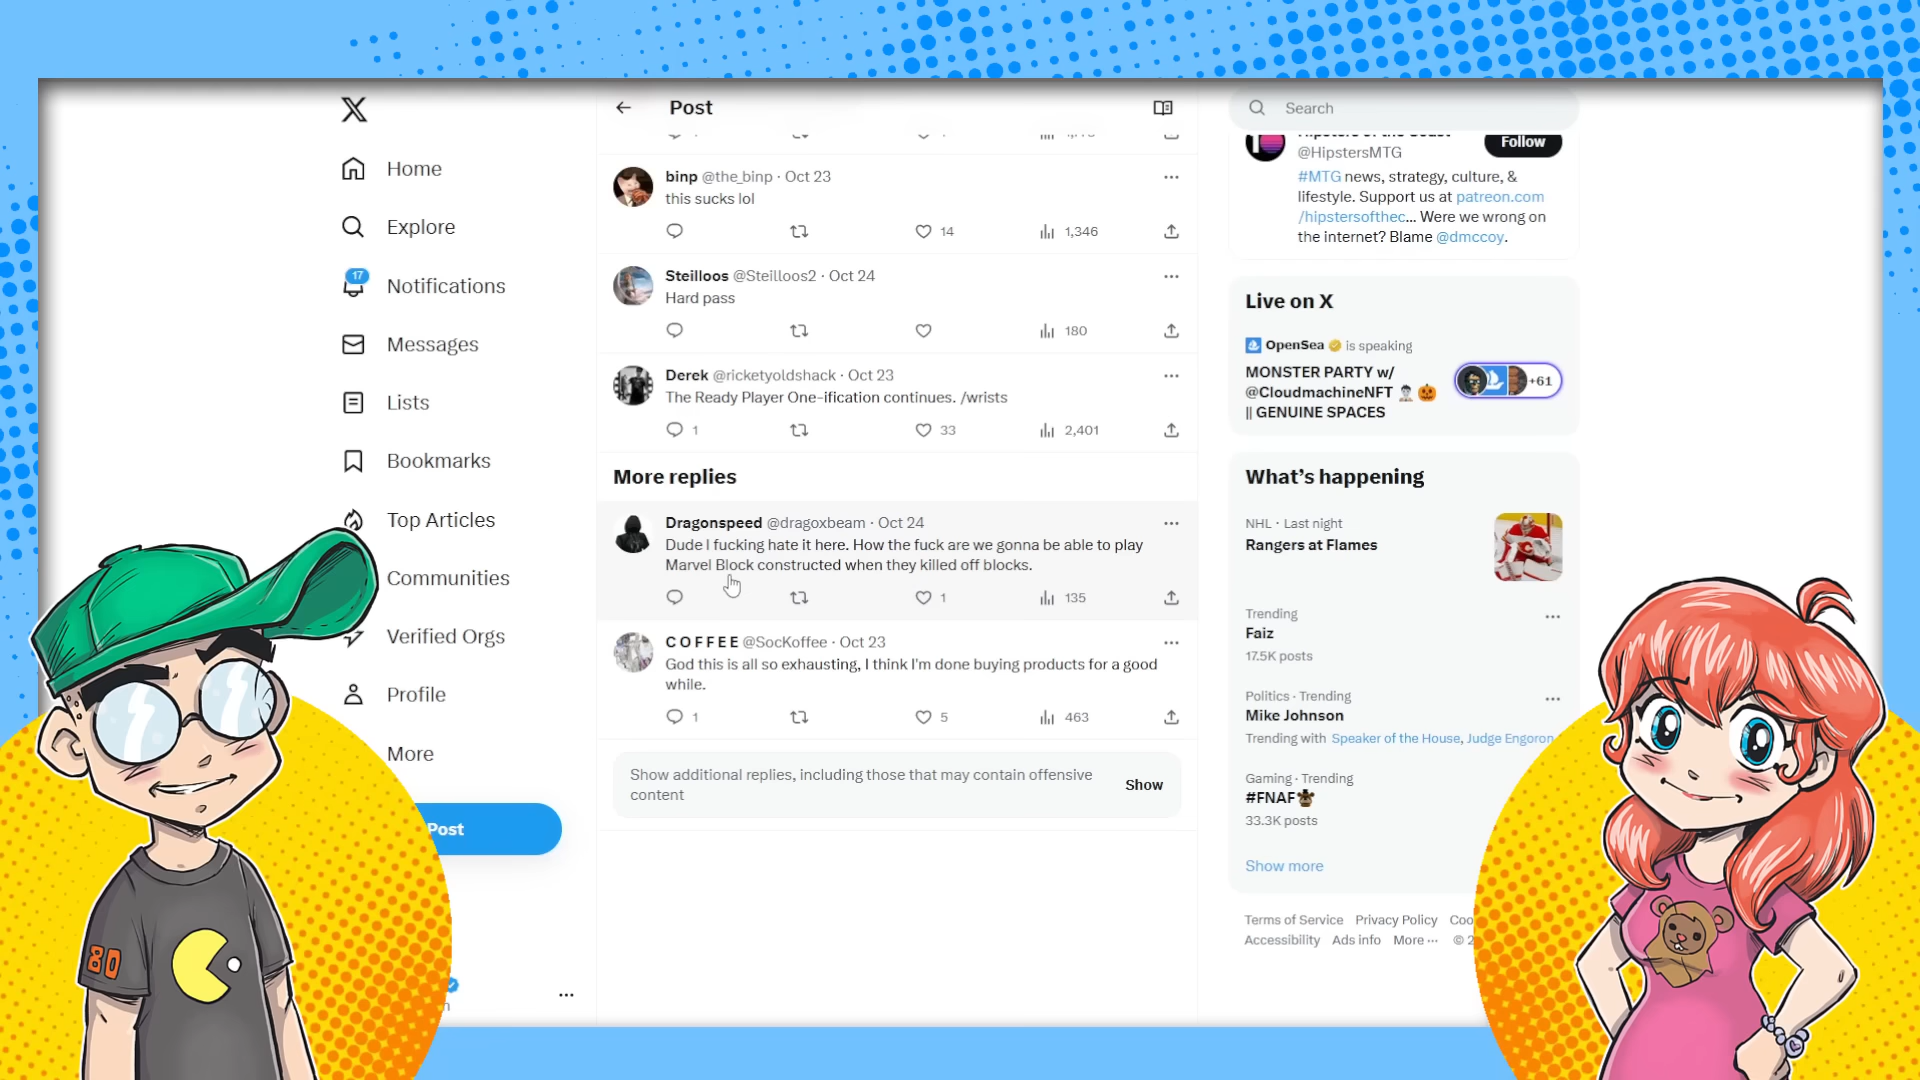 Home
Explore
17
Notifications
Messages
Lists
Bookmarks
Top Articles
Communities
Verified Orgs
Profile
More
Post
Post
binp @the_binp · Oct 23
this sucks lol
14
1,346
Steilloos @Steilloos2 · Oct 24
Hard pass
180
Derek @ricketyoldshack · Oct 23
The Ready Player One-ification continues. /wrists
1
33
2,401
More replies
Dragonspeed @dragoxbeam · Oct 24
Dude I fucking hate it here. How the fuck are we gonna be able to play
Marvel Block constructed when they killed off blocks.
1
135
C O F F E E @SocKoffee · Oct 23
God this is all so exhausting, I think I'm done buying products for a good
while.
1
5
463
Show additional replies, including those that may contain offensive
content
Show
Search
@HipstersMTG
Follow
#MTG news, strategy, culture, &
lifestyle. Support us at patreon.com
/hipstersofthec... Were we wrong on
the internet? Blame @dmccoy.
Live on X
OpenSea is speaking
MONSTER PARTY w/
@CloudmachineNFT
|| GENUINE SPACES
+61
What's happening
NHL · Last night
Rangers at Flames
Trending
Faiz
17.5K posts
Politics · Trending
Mike Johnson
Trending with Speaker of the House, Judge Engoron
Gaming · Trending
#FNAF
33.3K posts
Show more
Terms of Service Privacy Policy Coo
Accessibility Ads info More ··· © 2
80